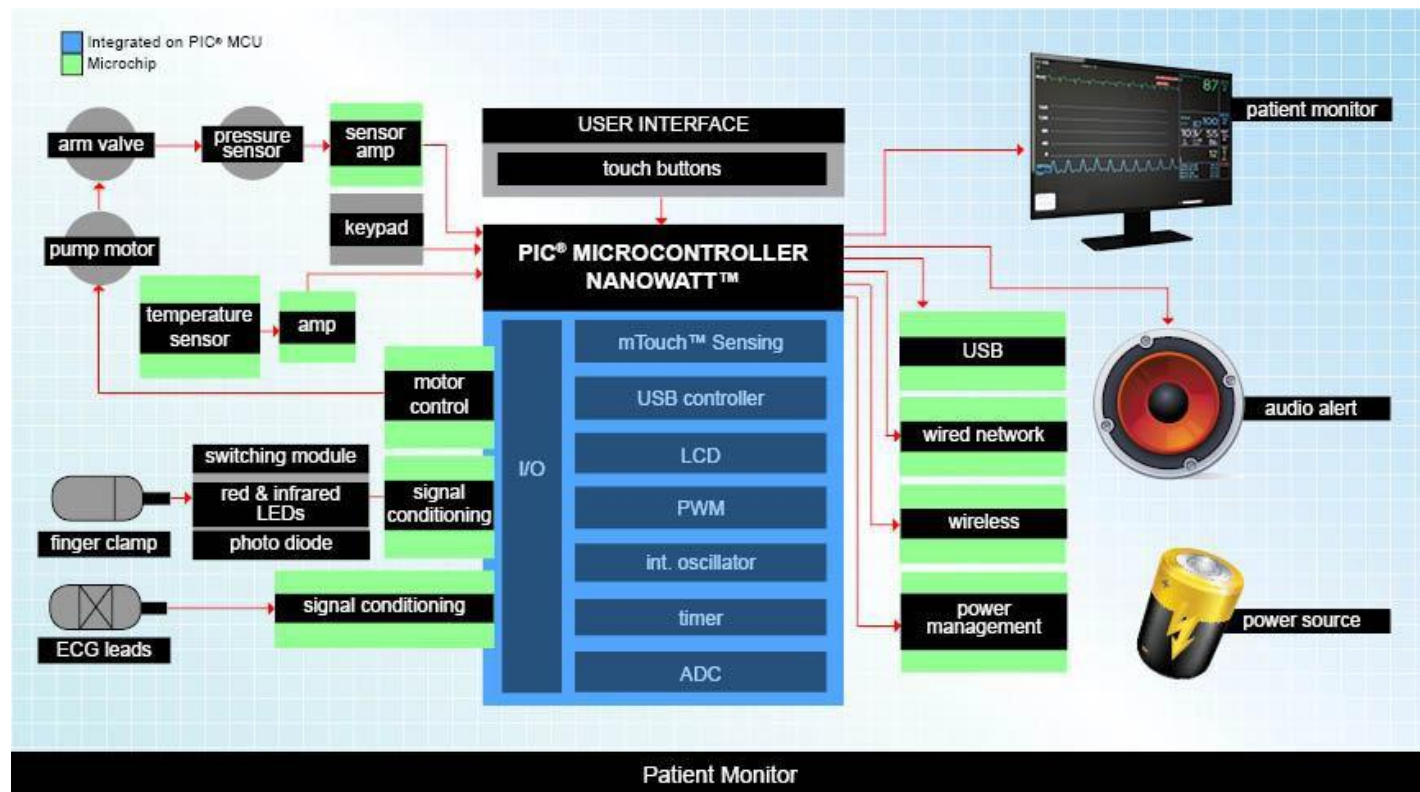 Integrated on PIC® MCU
Microchip
arm valve
pressure
sensor
sensor
amp
USER INTERFACE
touch buttons
patient monitor
87
keypad
pump motor
PIC® MICROCONTROLLER
NANOWATT™
temperature
sensor
amp
mTouch™ Sensing
USB
motor
control
USB controller
audio alert
wired network
switching module
I/O
LCD
red & infrared
LEDs
signal
conditioning
PWM
wireless
finger clamp
photo diode
int. oscillator
signal conditioning
timer
power
management
power source
ECG leads
ADC
Patient Monitor